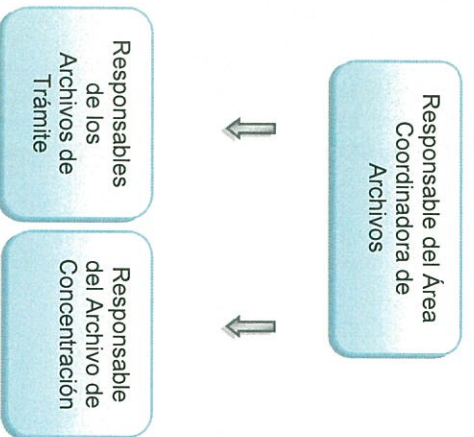 Responsable del Área
Coordinadora de
Archivos
Responsables
de los
Archivos de
Trámite
Responsable
del Archivo de
Concentración